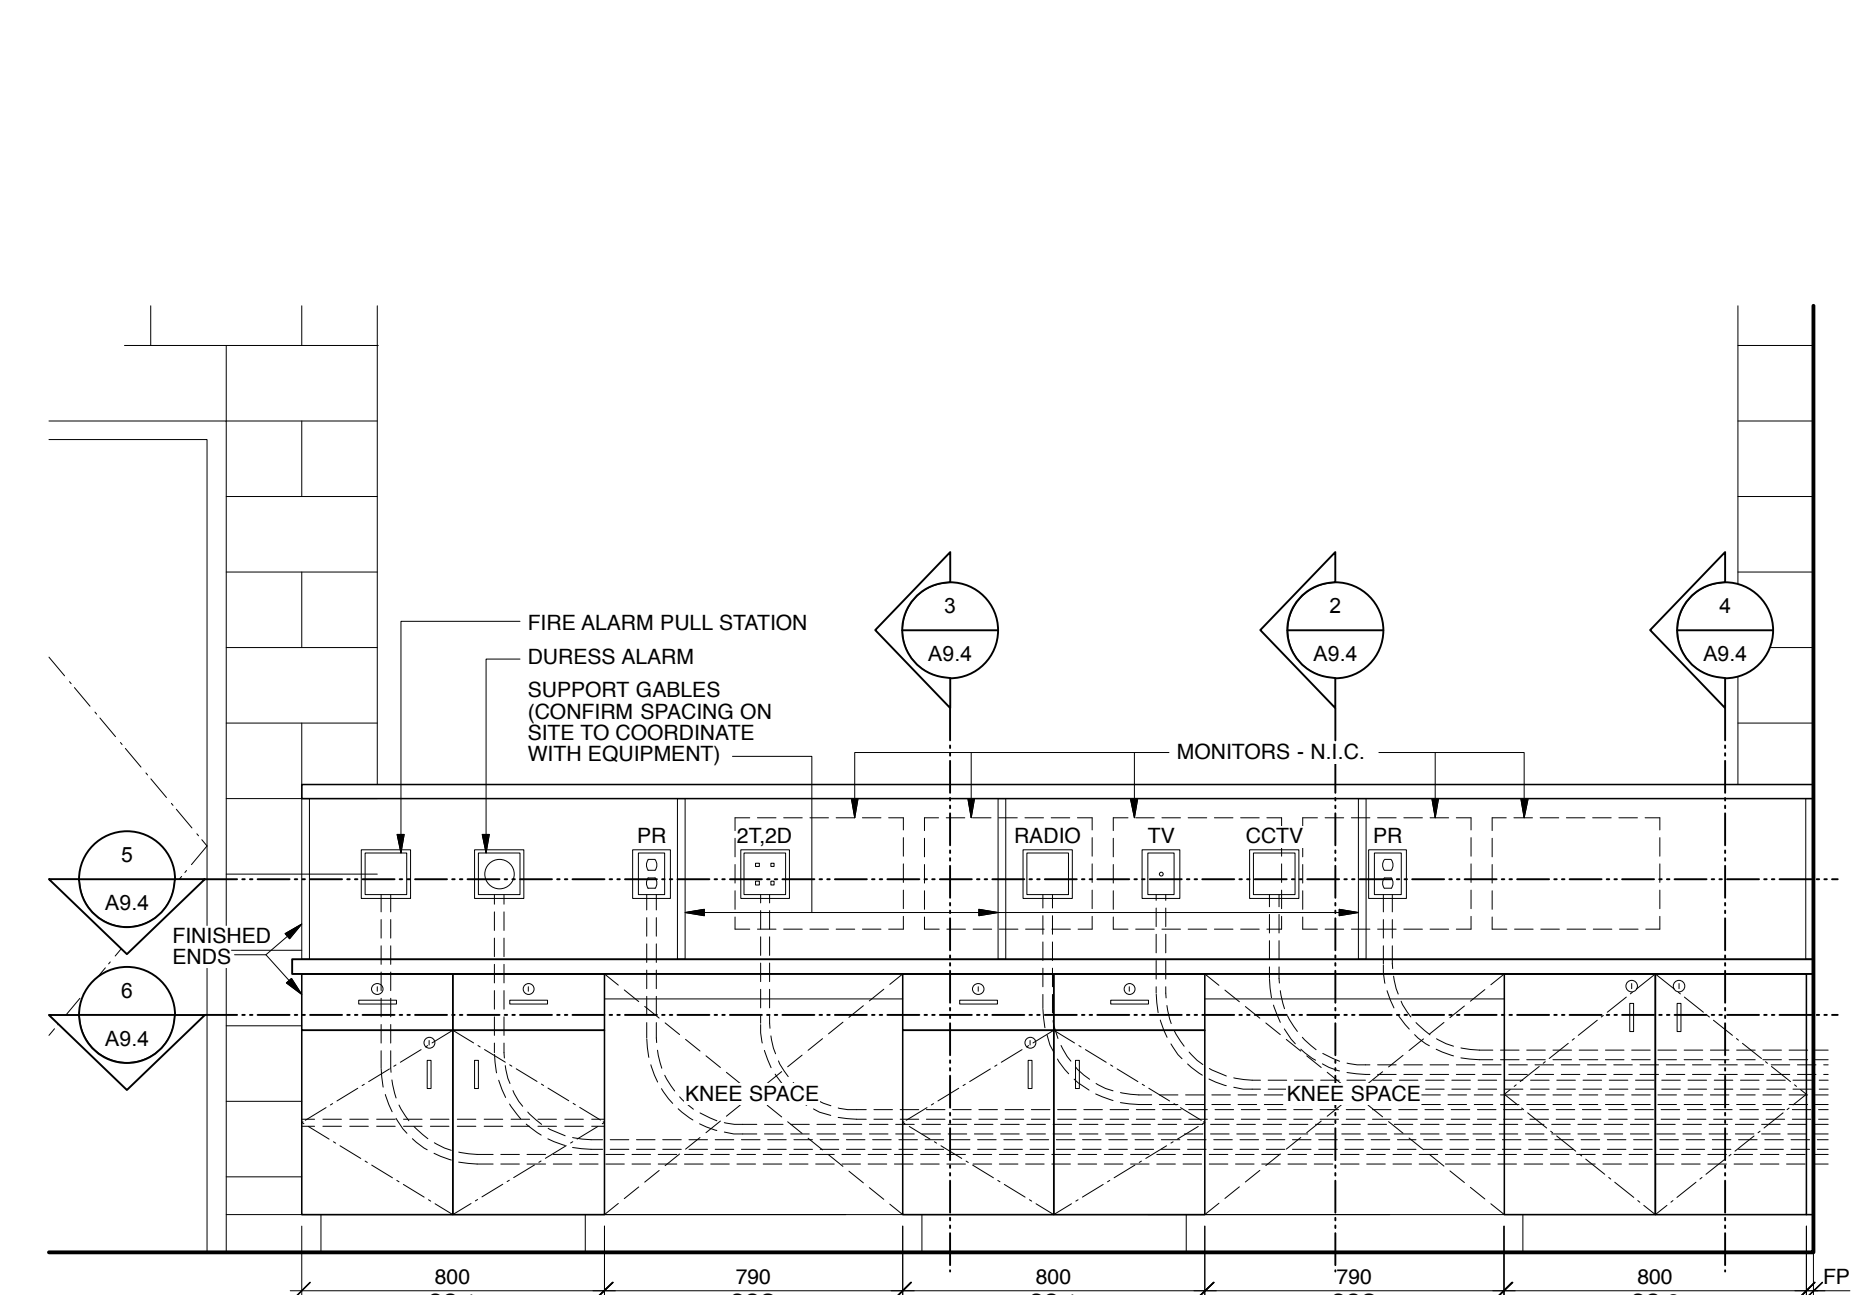 3
A9.4
2
A9.4
4
A9.4
FIRE ALARM PULL STATION
DURESS ALARM
SUPPORT GABLES
(CONFIRM SPACING ON
SITE TO COORDINATE
WITH EQUIPMENT)
MONITORS - N.I.C.
PR
2T,2D
RADIO
TV
CCTV
PR
5
A9.4
FINISHED
ENDS
6
A9.4
KNEE SPACE
KNEE SPACE
800
790
800
790
800
FP